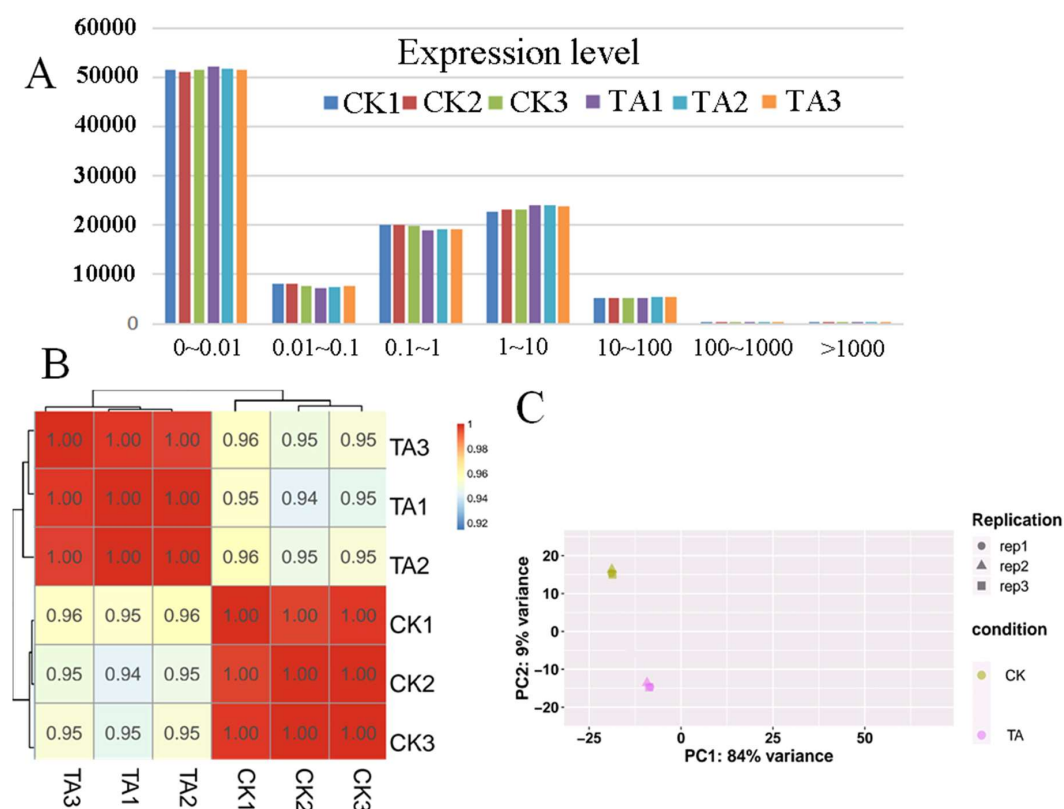 A
Expression level
CK1 CK2 CK3 TA1 TA2 TA3
60000
50000
40000
30000
20000
10000
0
0~0.01 0.01~0.1 0.1~1 1~10 10~100 100~1000 >1000
B
1.00 1.00 1.00 0.96 0.95 0.95 TA3
1.00 1.00 1.00 0.95 0.94 0.95 TA1
1.00 1.00 1.00 0.96 0.95 0.95 TA2
0.96 0.95 0.96 1.00 1.00 1.00 CK1
0.95 0.94 0.95 1.00 1.00 1.00 CK2
0.95 0.95 0.95 1.00 1.00 1.00 CK3
TA3 TA1 TA2 CK1 CK2 CK3
1
0.98
0.96
0.94
0.92
C
PC2: 9% variance
20
10
0
−10
−20
−25 0 25 50
PC1: 84% variance
Replication
rep1
rep2
rep3
condition
CK
TA